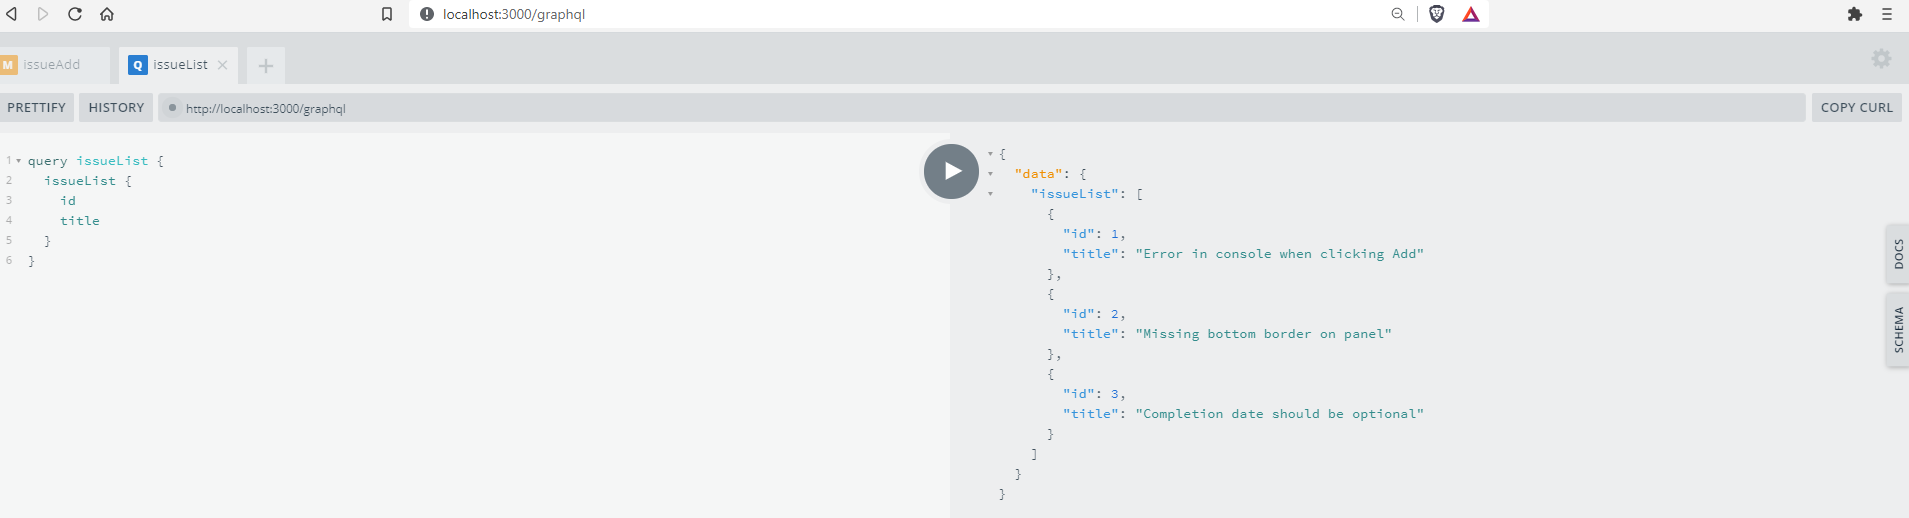 localhost:3000/graphql
M issueAdd
Q issueList
PRETTIFY HISTORY http://localhost:3000/graphql COPY CURL
1 query issueList {
2 issueList {
3 id
4 title
5 }
6 }
{
"data": {
"issueList": [
{
"id": 1,
"title": "Error in console when clicking Add"
},
{
"id": 2,
"title": "Missing bottom border on panel"
},
{
"id": 3,
"title": "Completion date should be optional"
}
]
}
}
DOCS
SCHEMA